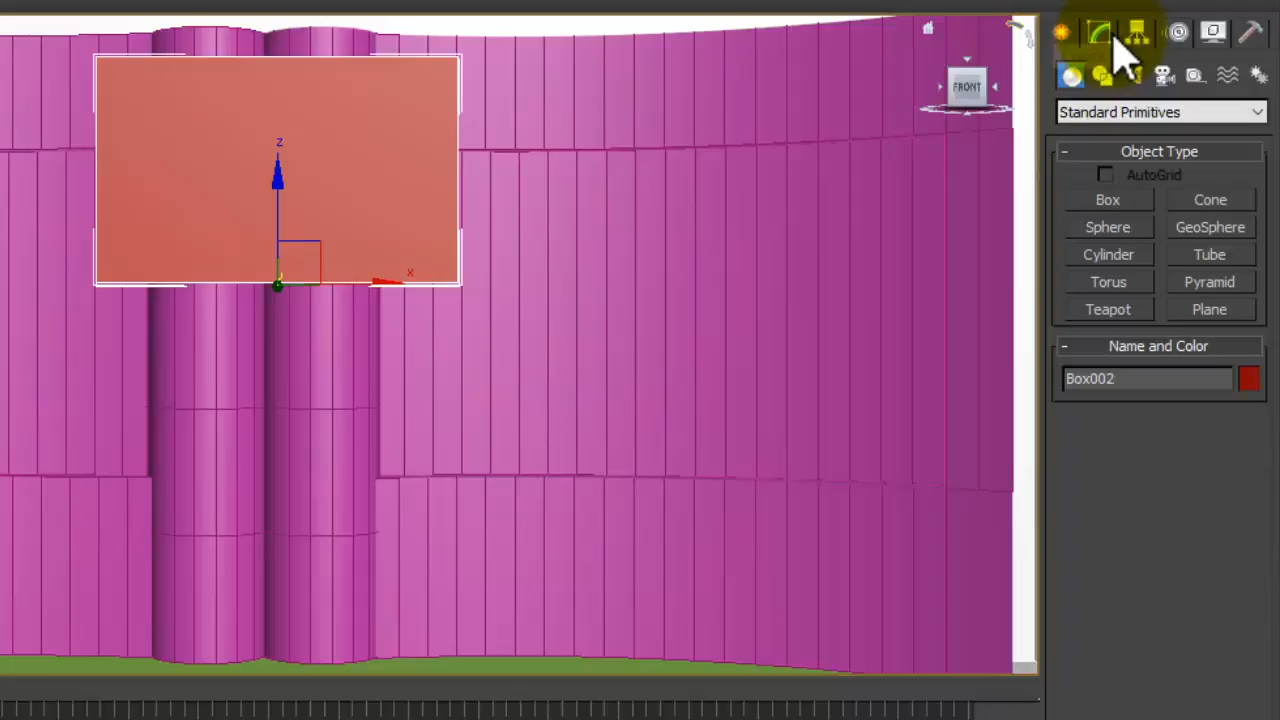 FRONT
z
x
Standard Primitives
- Object Type
AutoGrid
Box Cone
Sphere GeoSphere
Cylinder Tube
Torus Pyramid
Teapot Plane
- Name and Color
Box002